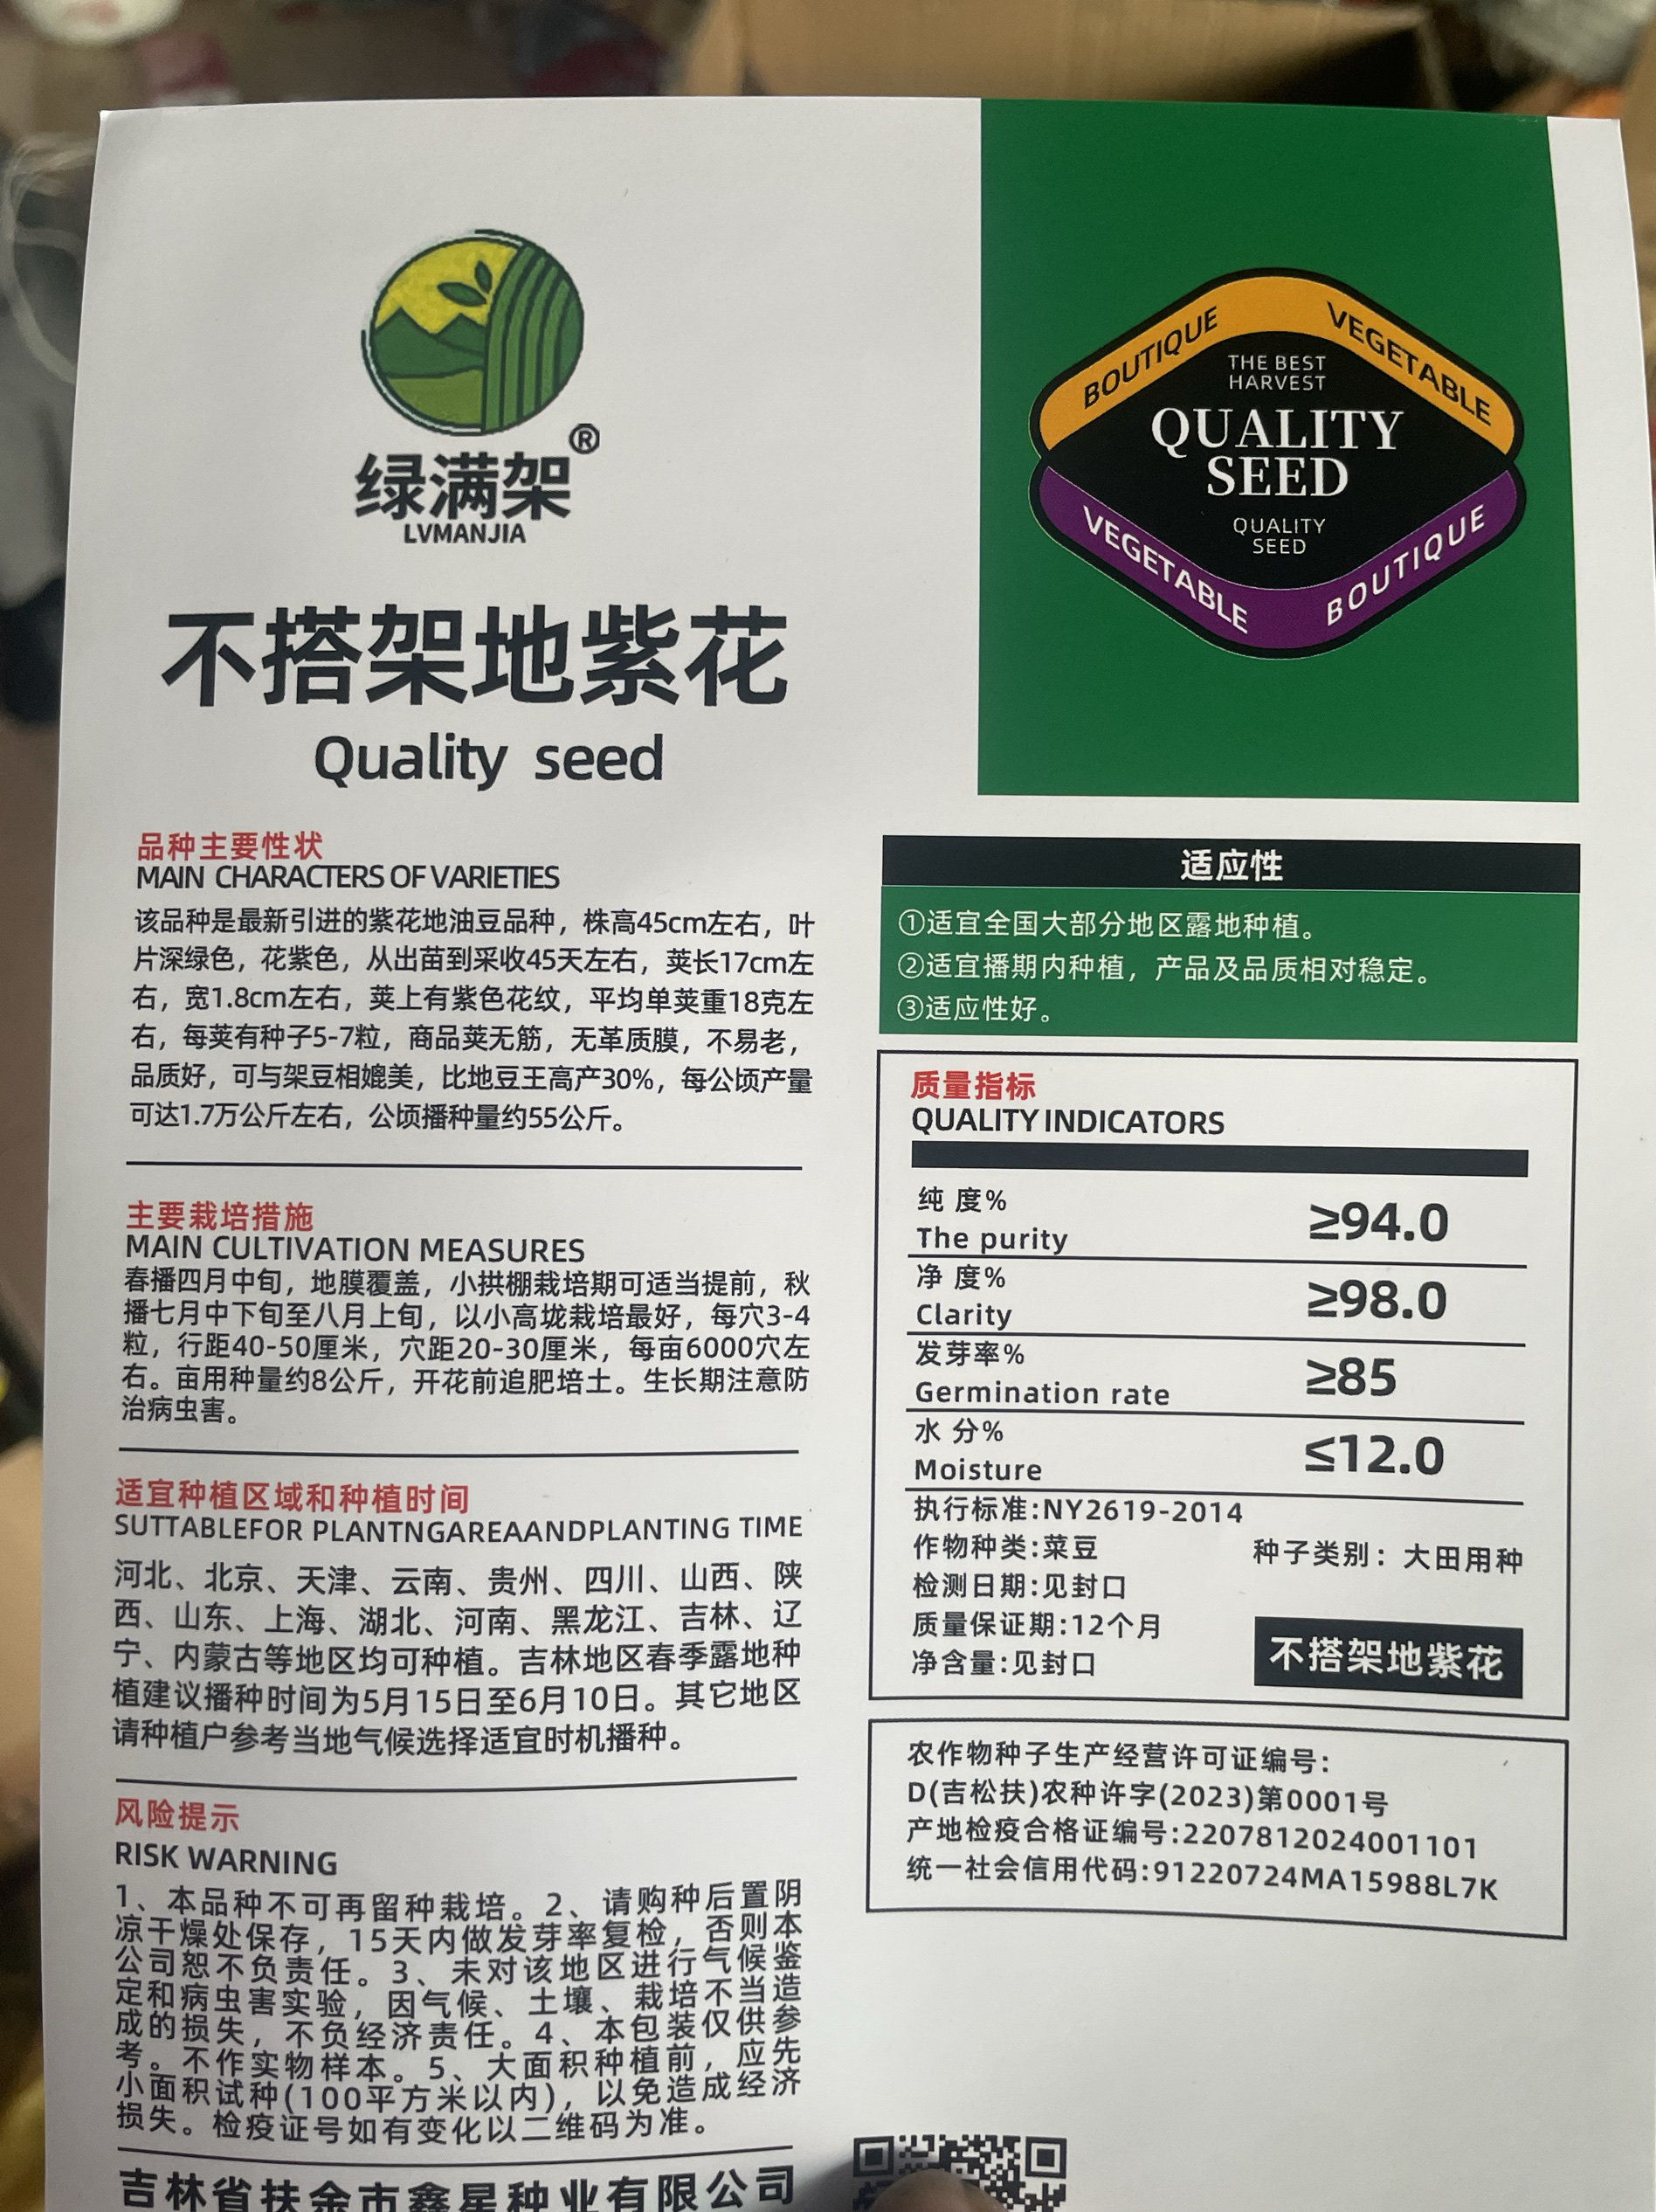 绿满架®
LVMANJIA
不搭架地紫花
Quality seed
BOUTIQUE VEGETABLE
THE BEST
HARVEST
QUALITY
SEED
QUALITY
SEED
VEGETABLE BOUTIQUE
品种主要性状
MAIN CHARACTERS OF VARIETIES
该品种是最新引进的紫花地油豆品种，株高45cm左右，叶
片深绿色，花紫色，从出苗到采收45天左右，荚长17cm左
右，宽1.8cm左右，荚上有紫色花纹，平均单荚重18克左
右，每荚有种子5-7粒，商品荚无筋，无革质膜，不易老，
品质好，可与架豆相媲美，比地豆王高产30%，每公顷产量
可达1.7万公斤左右，公顷播种量约55公斤。
主要栽培措施
MAIN CULTIVATION MEASURES
春播四月中旬，地膜覆盖，小拱棚栽培期可适当提前，秋
播七月中下旬至八月上旬，以小高垅栽培最好，每穴3-4
粒，行距40-50厘米，穴距20-30厘米，每亩6000穴左
右。亩用种量约8公斤，开花前追肥培土。生长期注意防
治病虫害。
适宜种植区域和种植时间
SUTTABLEFOR PLANTNGAREAANDPLANTING TIME
河北、北京、天津、云南、贵州、四川、山西、陕
西、山东、上海、湖北、河南、黑龙江、吉林、辽
宁、内蒙古等地区均可种植。吉林地区春季露地种
植建议播种时间为5月15日至6月10日。其它地区
请种植户参考当地气候选择适宜时机播种。
风险提示
RISK WARNING
1、本品种不可再留种栽培。2、请购种后置阴
凉干燥处保存，15天内做发芽率复检，否则本
公司恕不负责任。3、未对该地区进行气候鉴
定和病虫害实验，因气候、土壤、栽培不当造
成的损失，不负经济责任。4、本包装仅供参
考。不作实物样本。5、大面积种植前，应先
小面积试种(100平方米以内)，以免造成经济
损失。检疫证号如有变化以二维码为准。
吉林省扶余市鑫星种业有限公司
适应性
①适宜全国大部分地区露地种植。
②适宜播期内种植，产品及品质相对稳定。
③适应性好。
质量指标
QUALITY INDICATORS
纯 度%
The purity ≥94.0
净 度%
Clarity ≥98.0
发芽率%
Germination rate ≥85
水 分%
Moisture ≤12.0
执行标准:NY2619-2014
作物种类:菜豆 种子类别：大田用种
检测日期:见封口
质量保证期:12个月
净含量:见封口
不搭架地紫花
农作物种子生产经营许可证编号:
D(吉松扶)农种许字(2023)第0001号
产地检疫合格证编号:2207812024001101
统一社会信用代码:91220724MA15988L7K